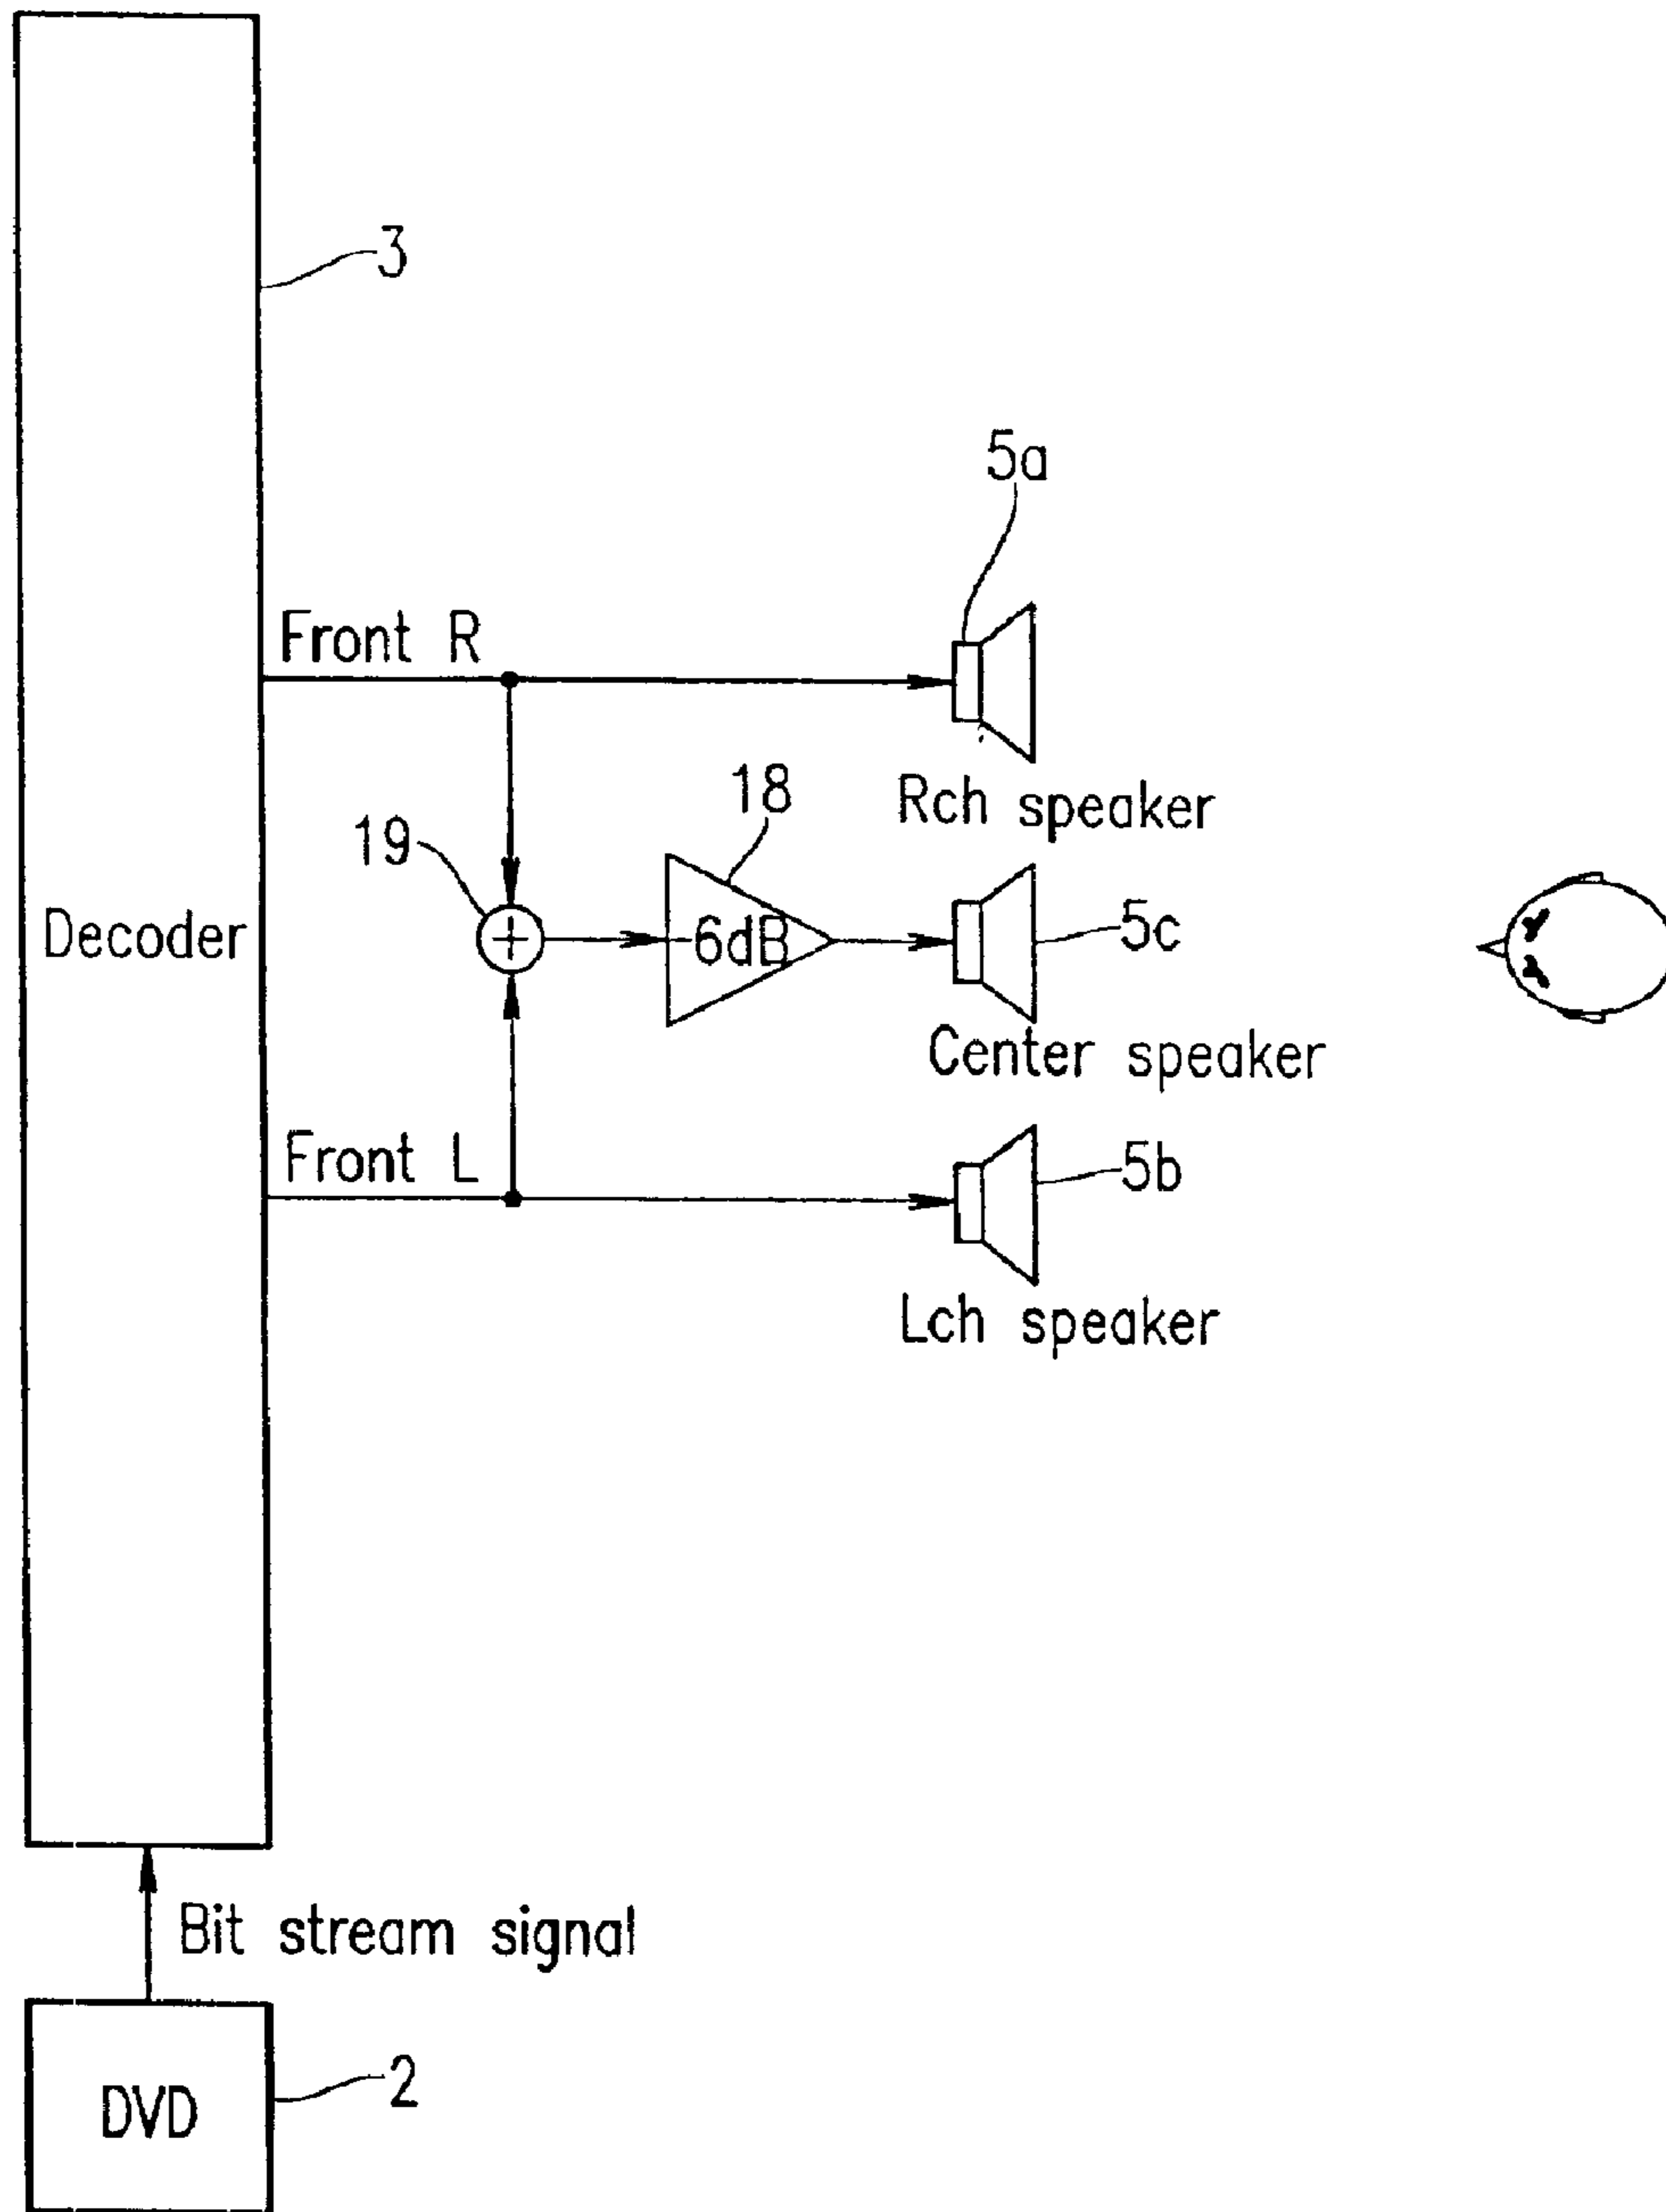 3
5a
Front R
18
Rch speaker
19
Decoder
+
-6dB
5c
Center speaker
Front L
5b
Lch speaker
Bit stream signal
DVD
2